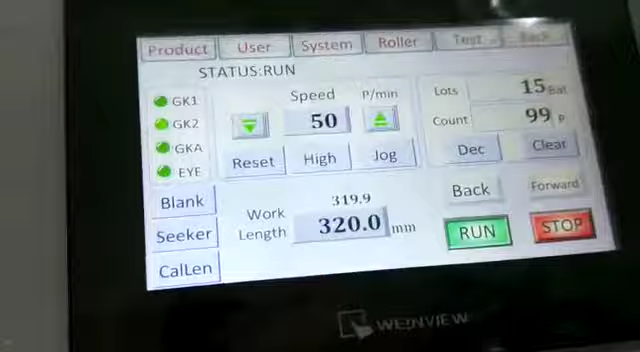 Product User System Roller Test Back
STATUS:RUN
GK1
GK2
GKA
EYE
Speed P/min
50
Reset High Jog
Lots 15 Bat
Count 99 P
Dec Clear
Blank
Seeker
CalLen
319.9
Work Length 320.0 mm
Back Forward
RUN STOP
WEINVIEW